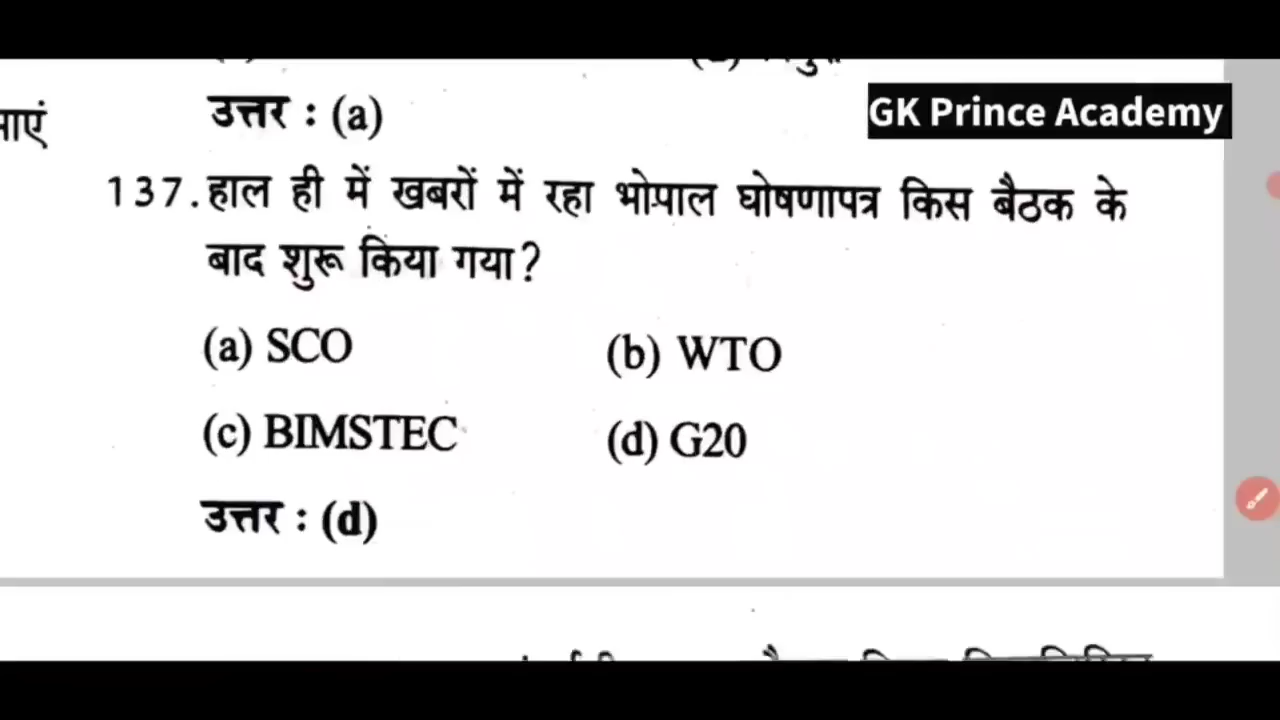 उत्तर : (a)
GK Prince Academy
137. हाल ही में खबरों में रहा भोपाल घोषणापत्र किस बैठक के
बाद शुरू किया गया?
(a) SCO
(b) WTO
(c) BIMSTEC
(d) G20
उत्तर : (d)